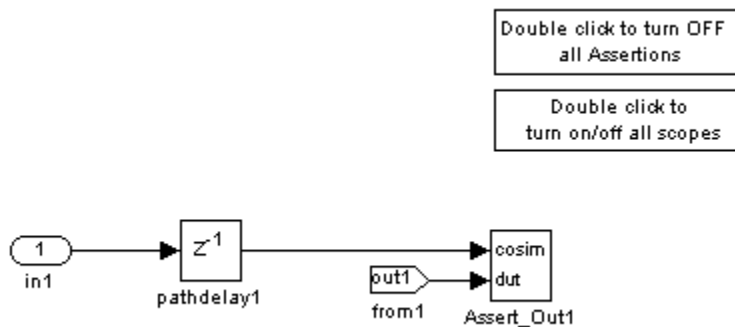 Double click to turn OFF
all Assertions
Double click to
turn on/off all scopes
1
in1
Z-1
pathdelay1
out1
from1
cosim
dut
Assert_Out1